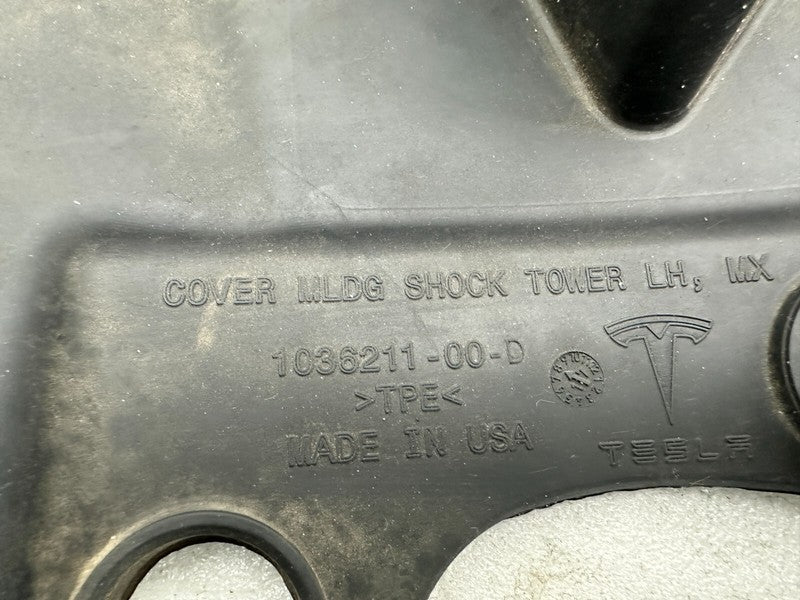 COVER MLDG SHOCK TOWER LH, MX
1036211-00-D
>TPE<
MADE IN USA
TESLA